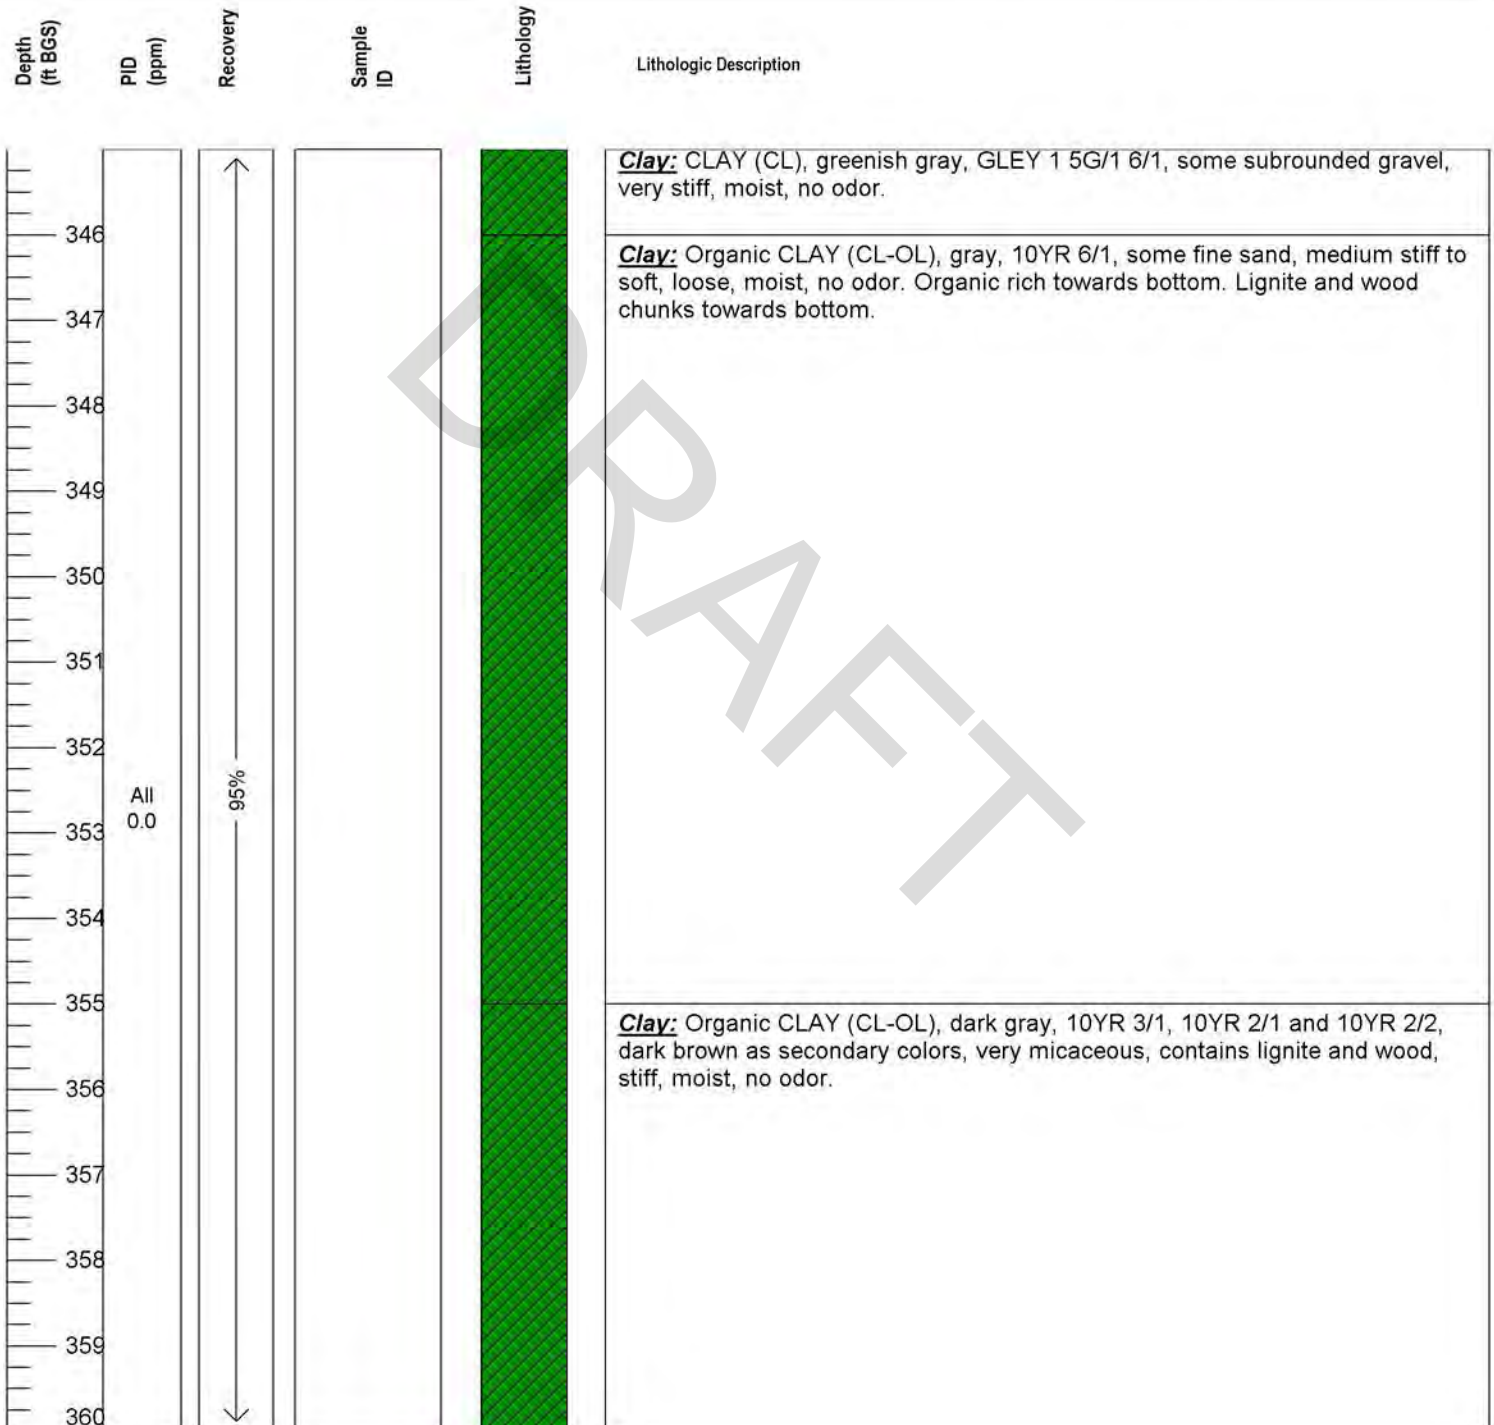 Depth
(ft BGS)
PID
(ppm)
Recovery
Sample
ID
Lithology
Lithologic Description
Clay: CLAY (CL), greenish gray, GLEY 1 5G/1 6/1, some subrounded gravel,
very stiff, moist, no odor.
346
Clay: Organic CLAY (CL-OL), gray, 10YR 6/1, some fine sand, medium stiff to
soft, loose, moist, no odor. Organic rich towards bottom. Lignite and wood
chunks towards bottom.
347
348
349
350
351
352
All
0.0
95%
353
354
355
Clay: Organic CLAY (CL-OL), dark gray, 10YR 3/1, 10YR 2/1 and 10YR 2/2,
dark brown as secondary colors, very micaceous, contains lignite and wood,
stiff, moist, no odor.
356
357
358
359
360
DRAFT